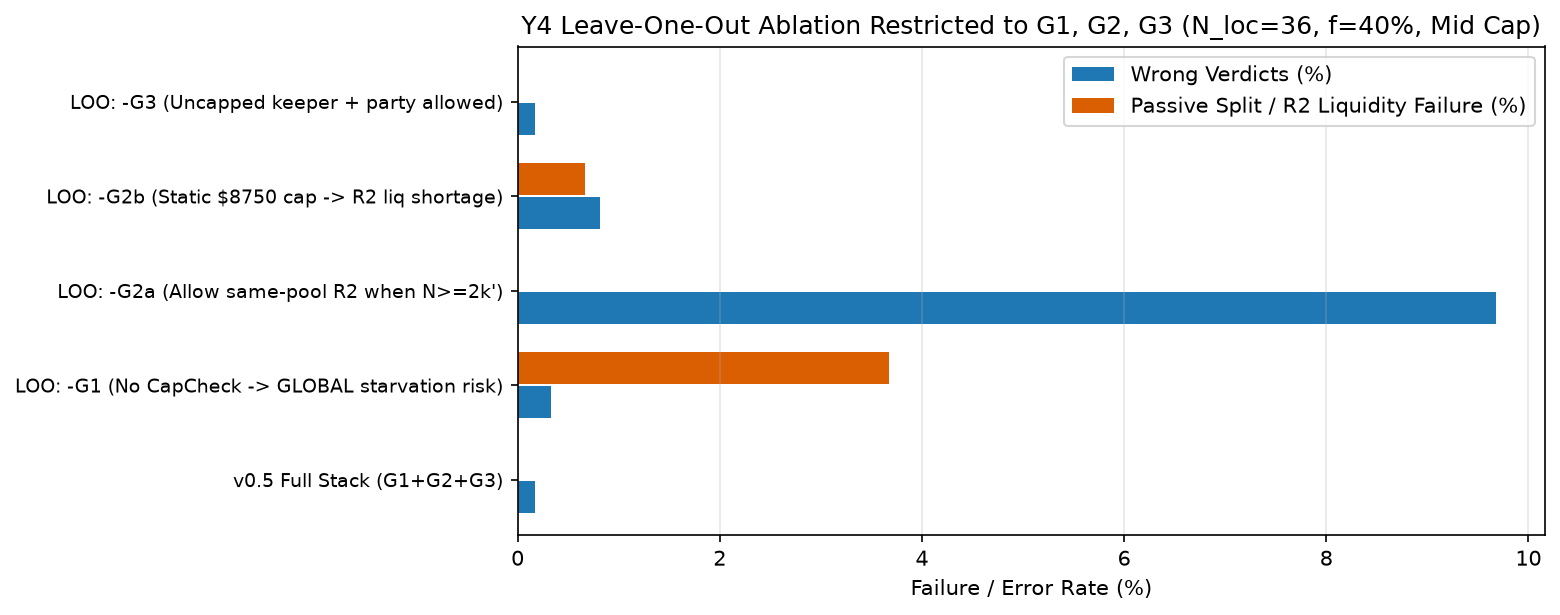 Y4 Leave-One-Out Ablation Restricted to G1, G2, G3 (N_loc=36, f=40%, Mid Cap)
Wrong Verdicts (%)
Passive Split / R2 Liquidity Failure (%)
LOO: -G3 (Uncapped keeper + party allowed)
LOO: -G2b (Static $8750 cap -> R2 liq shortage)
LOO: -G2a (Allow same-pool R2 when N>=2k')
LOO: -G1 (No CapCheck -> GLOBAL starvation risk)
v0.5 Full Stack (G1+G2+G3)
0 2 4 6 8 10
Failure / Error Rate (%)